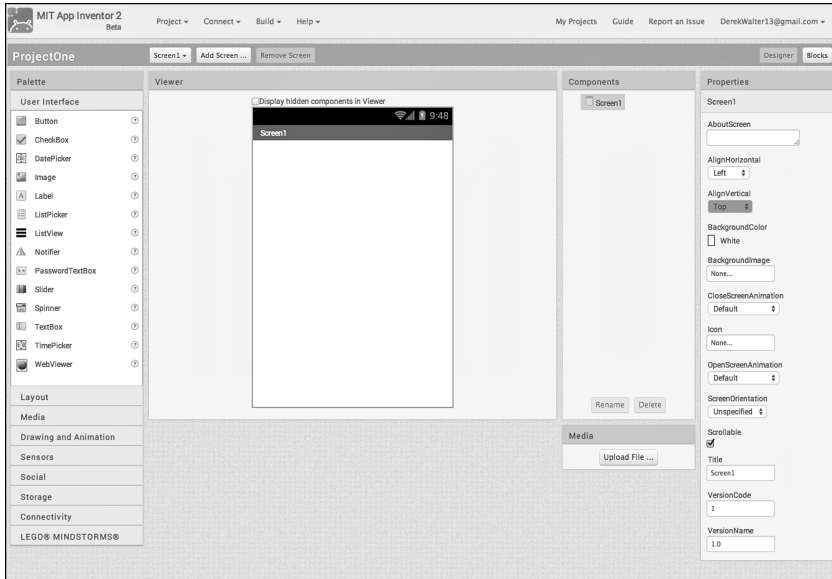 MIT App Inventor 2
Beta
Project Connect Build Help
My Projects Guide Report an Issue DerekWalter13@gmail.com
ProjectOne
Screen1 Add Screen ... Remove Screen
Designer Blocks
Palette
User Interface
Button
CheckBox
DatePicker
Image
Label
ListPicker
ListView
Notifier
PasswordTextBox
Slider
Spinner
TextBox
TimePicker
WebViewer
Layout
Media
Drawing and Animation
Sensors
Social
Storage
Connectivity
LEGO® MINDSTORMS®
Viewer
Display hidden components in Viewer
9:48
Screen1
Components
Screen1
Rename Delete
Media
Upload File ...
Properties
Screen1
AboutScreen
AlignHorizontal
Left
AlignVertical
Top
BackgroundColor
White
BackgroundImage
None...
CloseScreenAnimation
Default
Icon
None...
OpenScreenAnimation
Default
ScreenOrientation
Unspecified
Scrollable
Title
Screen1
VersionCode
1
VersionName
1.0